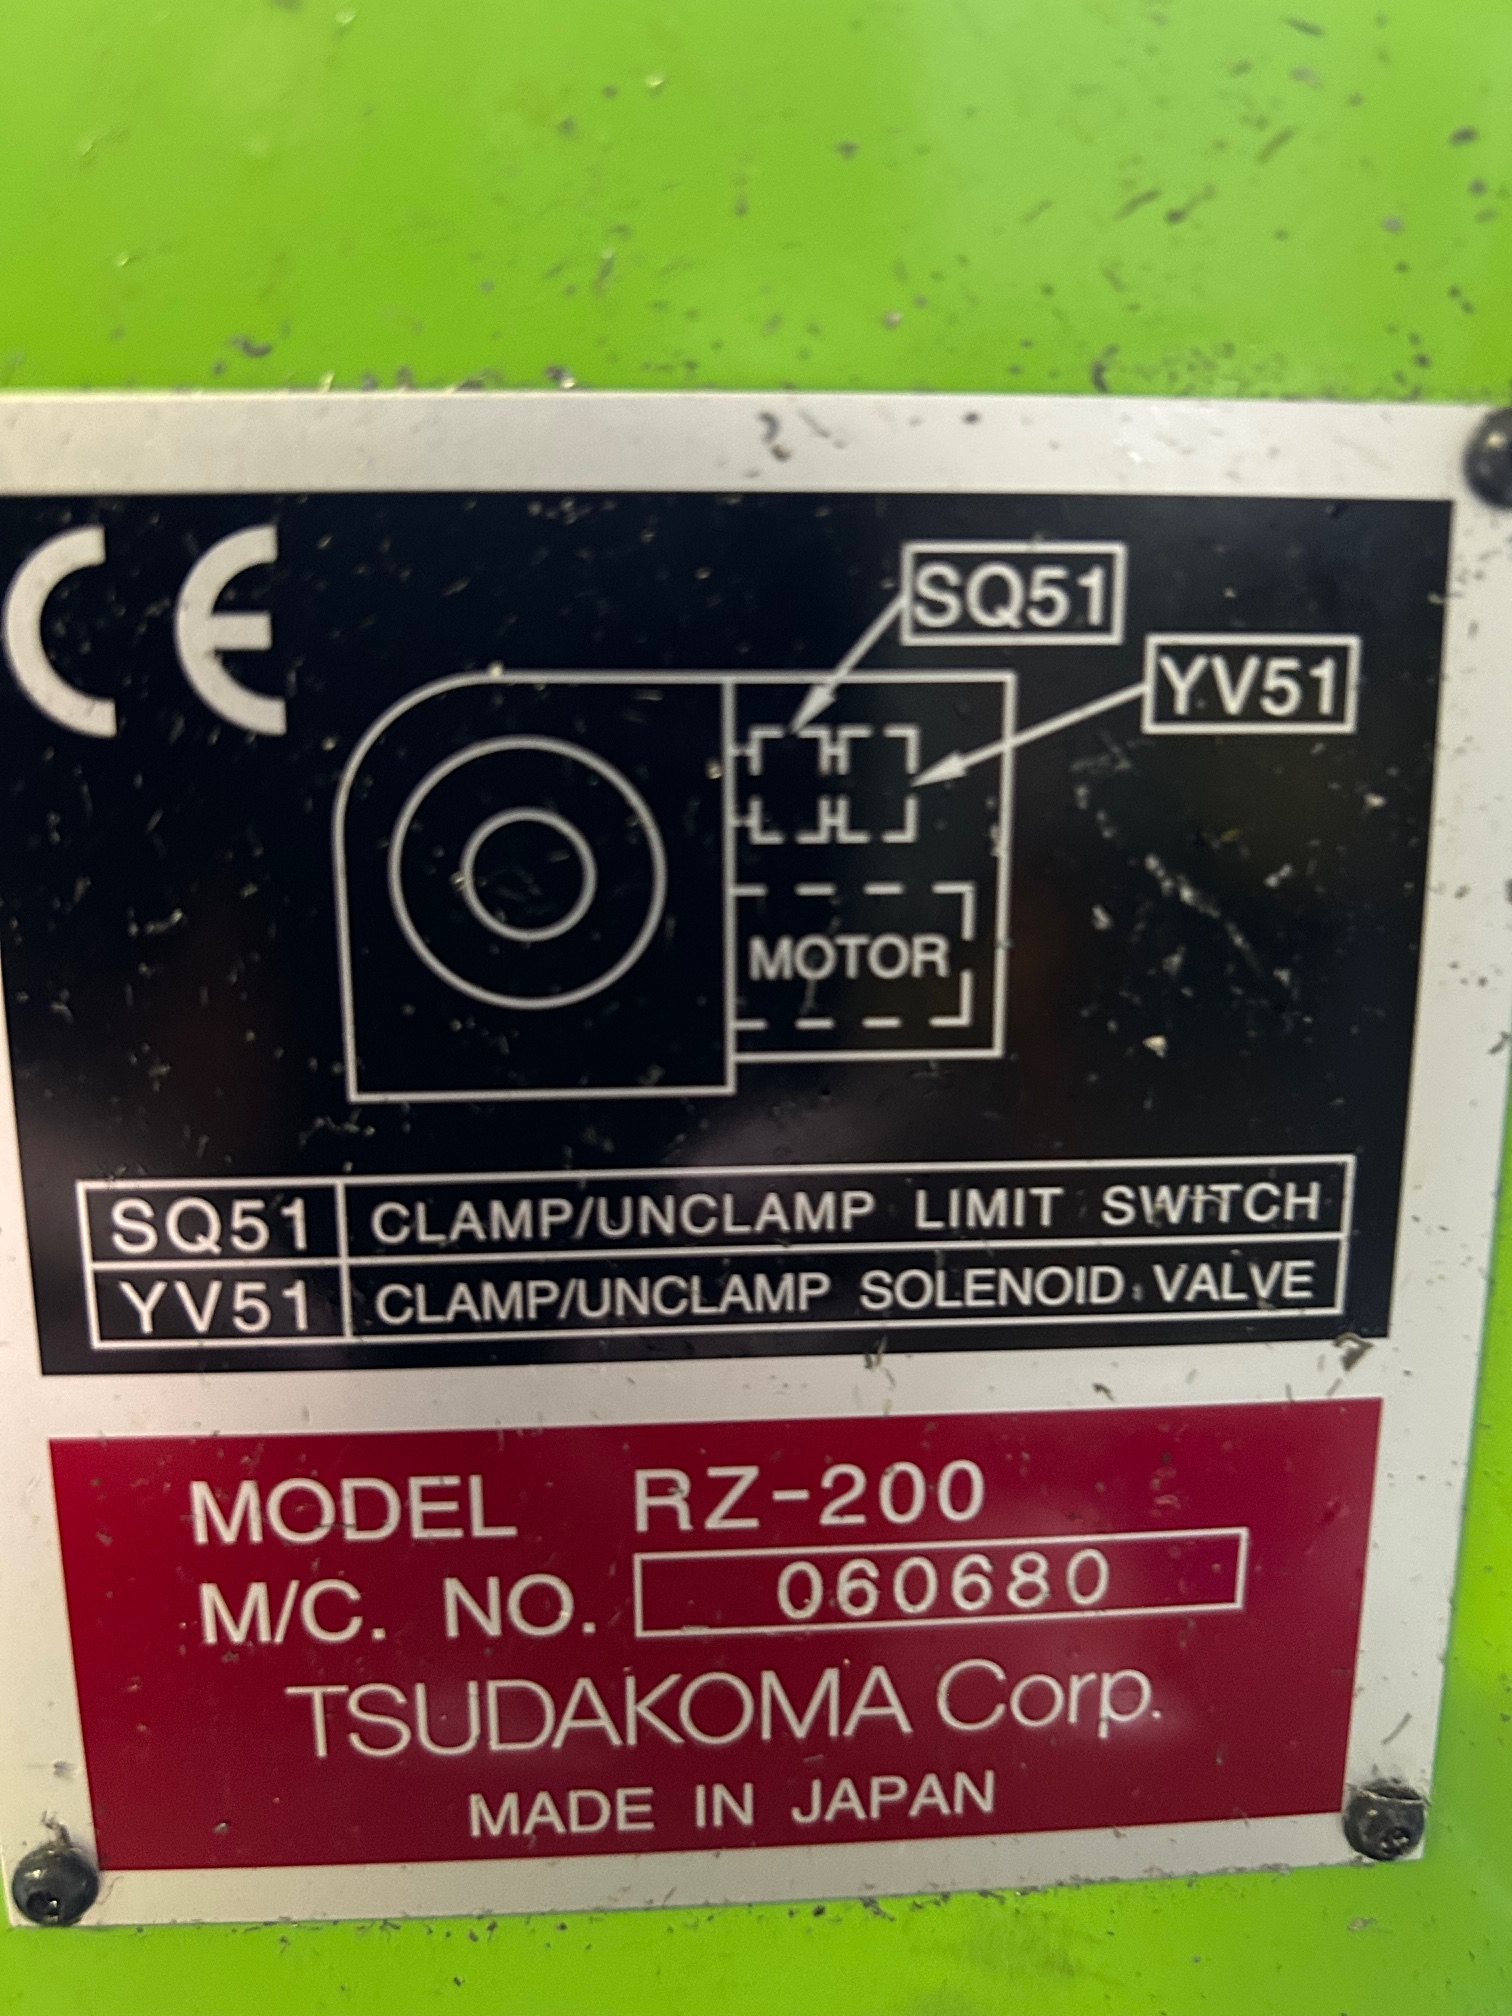 CE
SQ51
YV51
MOTOR
SQ51 CLAMP/UNCLAMP LIMIT SWITCH
YV51 CLAMP/UNCLAMP SOLENOID VALVE
MODEL RZ-200
M/C. NO. 060680
TSUDAKOMA Corp.
MADE IN JAPAN